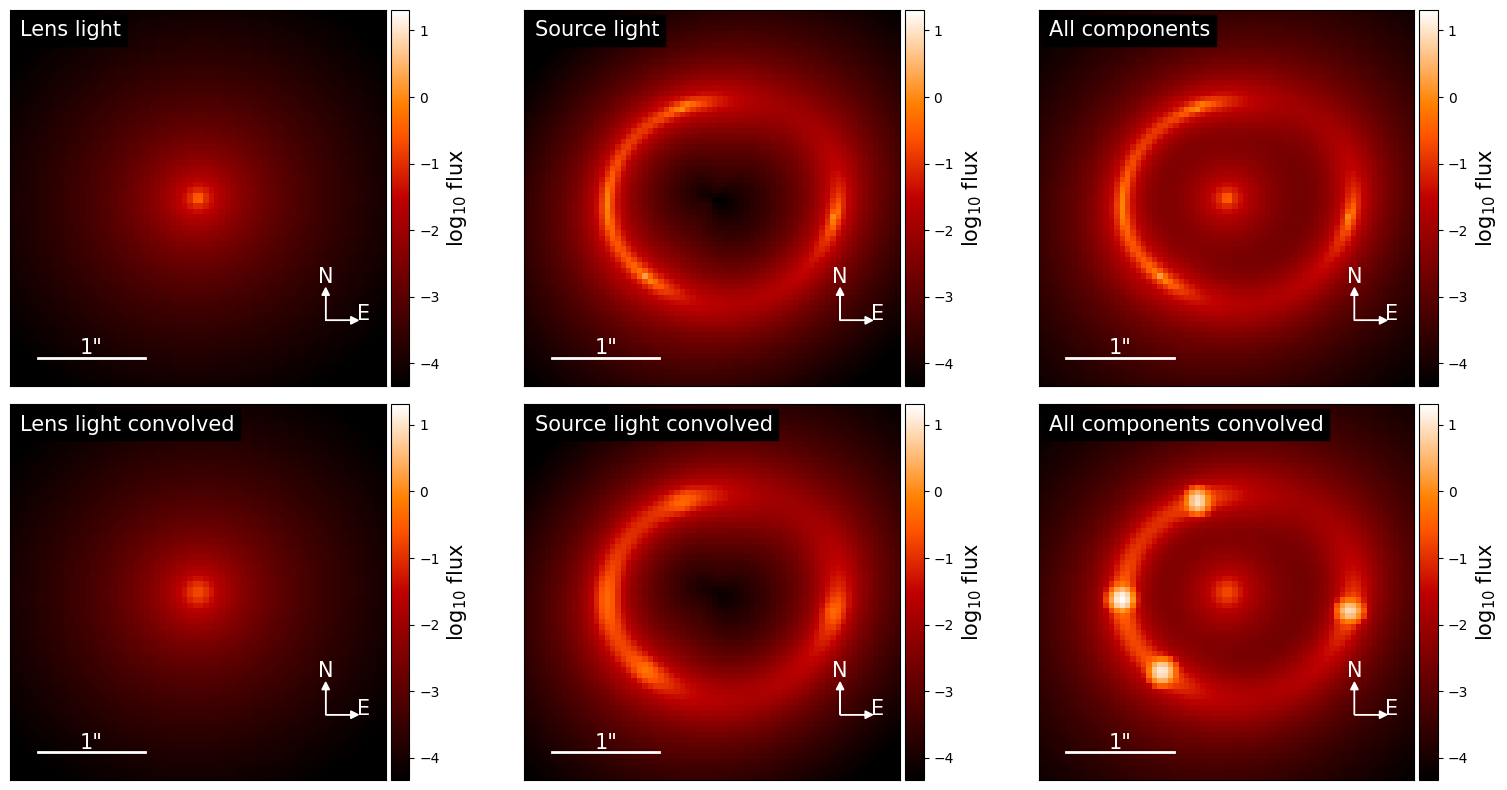 Lens light
N
E
1"
1
0
−1
−2
−3
−4
log₁₀ flux
Source light
N
E
1"
1
0
−1
−2
−3
−4
log₁₀ flux
All components
N
E
1"
1
0
−1
−2
−3
−4
log₁₀ flux
Lens light convolved
N
E
1"
1
0
−1
−2
−3
−4
log₁₀ flux
Source light convolved
N
E
1"
1
0
−1
−2
−3
−4
log₁₀ flux
All components convolved
N
E
1"
1
0
−1
−2
−3
−4
log₁₀ flux